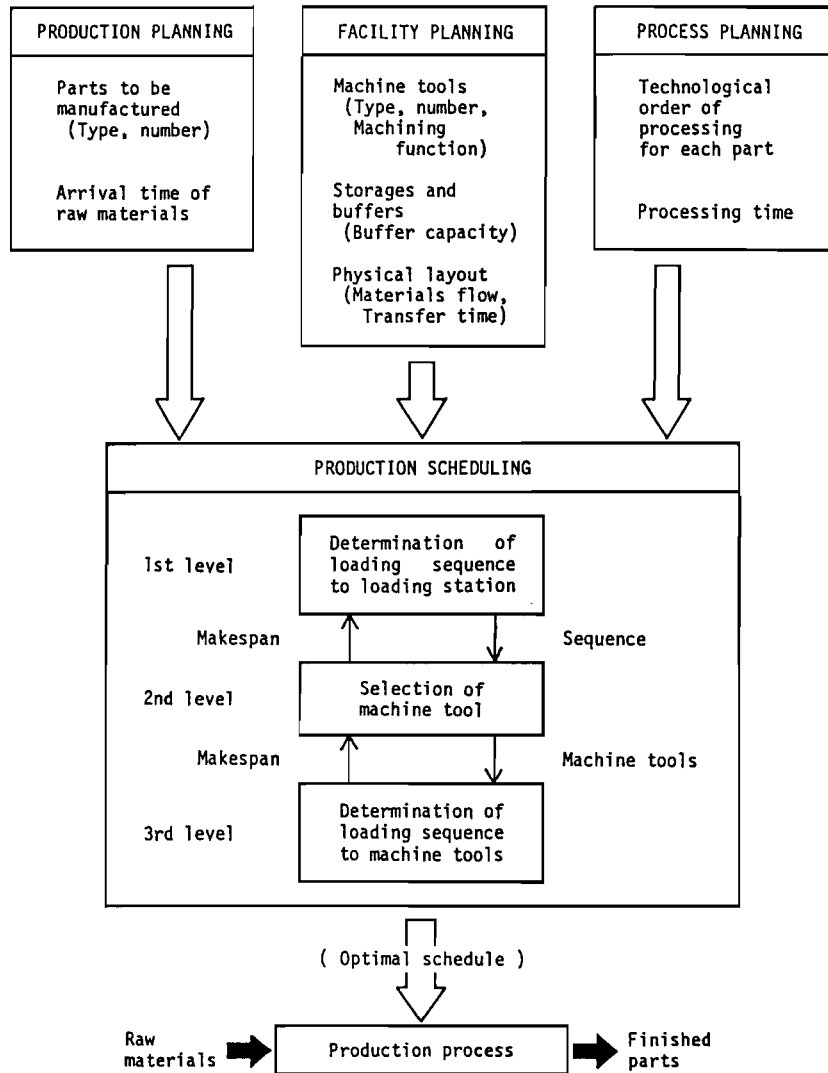 PRODUCTION PLANNING
Parts to be
manufactured
(Type, number)
Arrival time of
raw materials
FACILITY PLANNING
Machine tools
(Type, number,
Machining
function)
Storages and
buffers
(Buffer capacity)
Physical layout
(Materials flow,
Transfer time)
PROCESS PLANNING
Technological
order of
processing
for each part
Processing time
PRODUCTION SCHEDULING
1st level
Determination of
loading sequence
to loading station
Makespan
Sequence
2nd level
Selection of
machine tool
Makespan
Machine tools
3rd level
Determination of
loading sequence
to machine tools
( Optimal schedule )
Raw
materials
Production process
Finished
parts